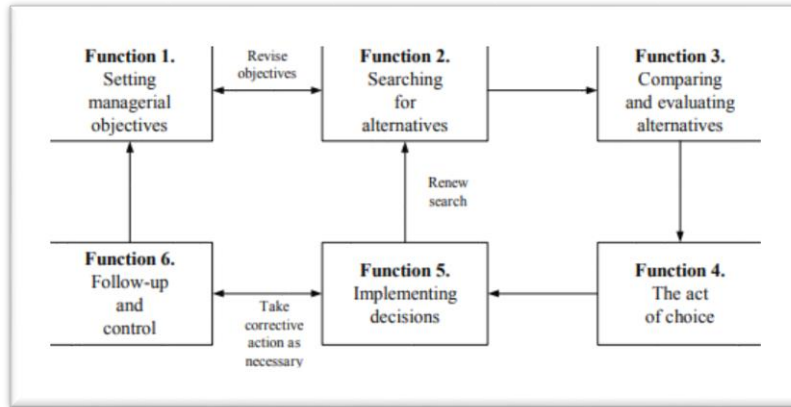 Function 1.
Setting
managerial
objectives
Revise
objectives
Function 2.
Searching
for
alternatives
Function 3.
Comparing
and evaluating
alternatives
Renew
search
Function 6.
Follow-up
and
control
Take
corrective
action as
necessary
Function 5.
Implementing
decisions
Function 4.
The act
of choice